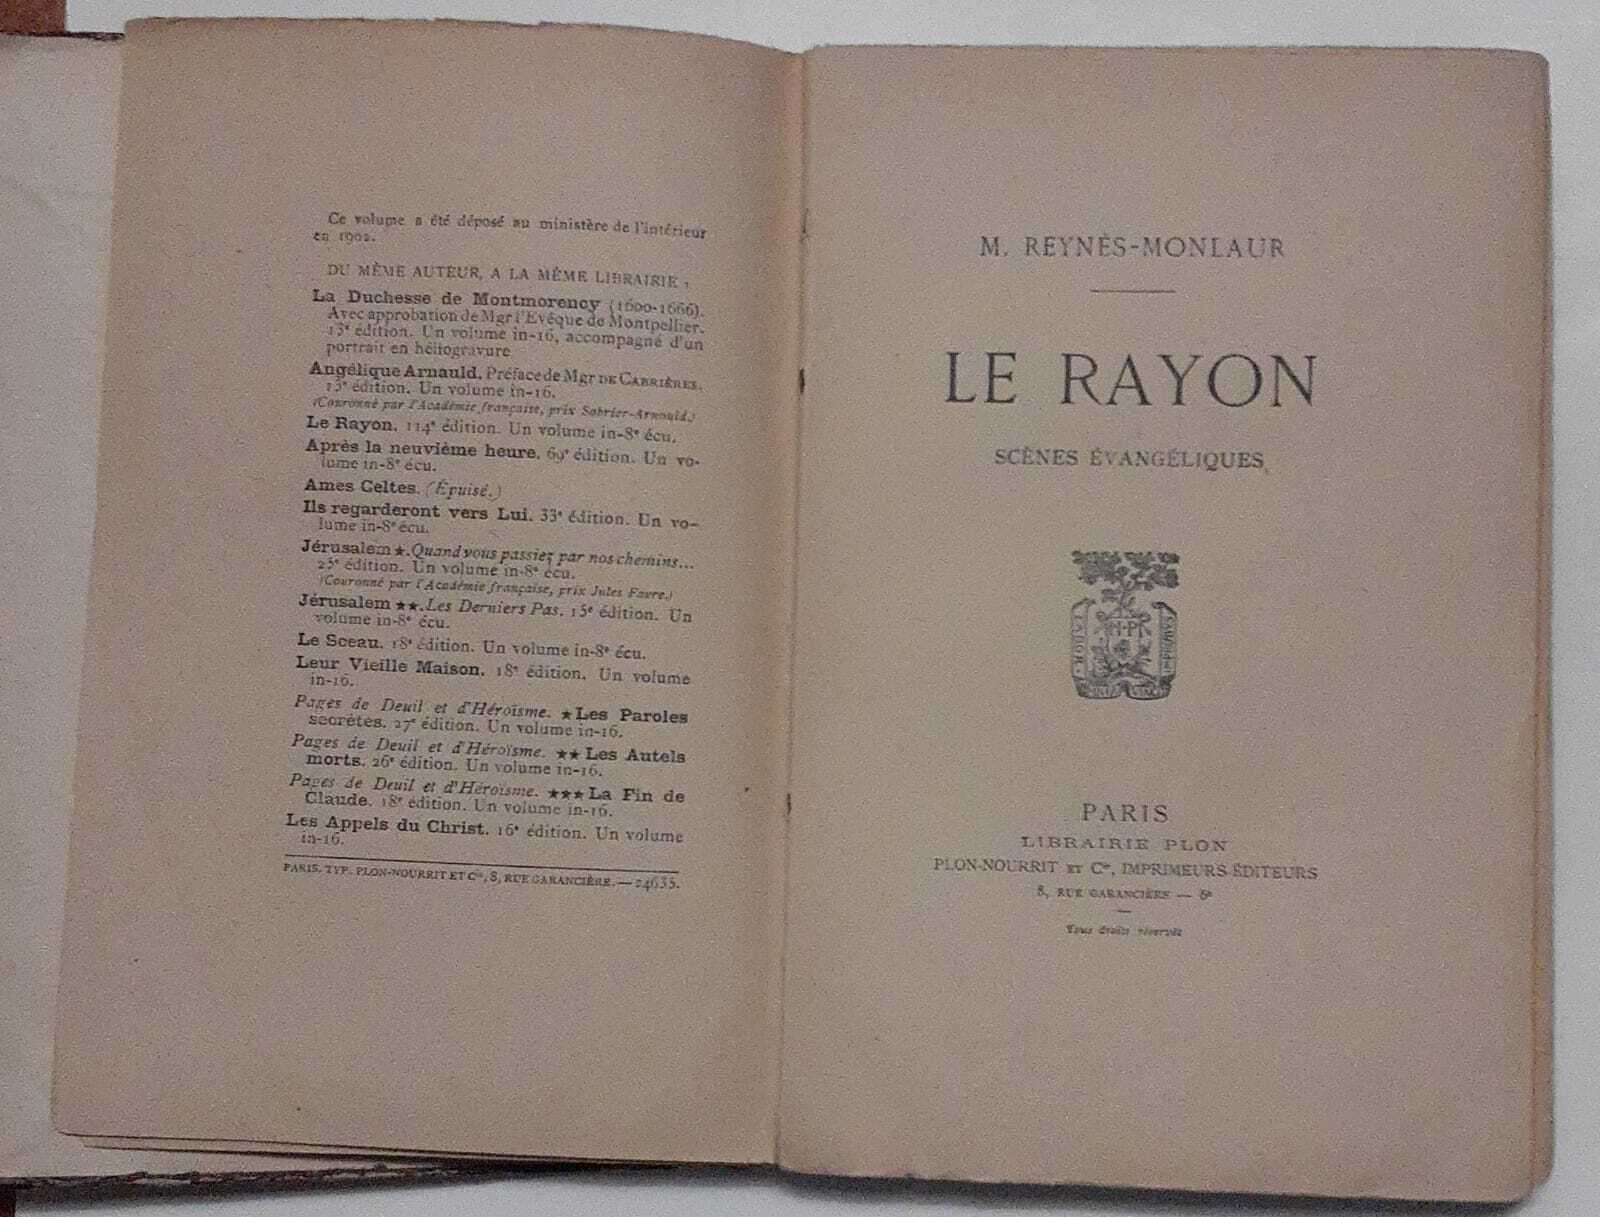 Ce volume a été déposé au ministère de l'intérieur
en 1902.
DU MÊME AUTEUR, A LA MÊME LIBRAIRIE :
La Duchesse de Montmorency (1600-1666).
Avec approbation de Mgr l'Evêque de Montpellier.
13e édition. Un volume in-16, accompagné d'un
portrait en héliogravure
Angélique Arnauld. Préface de Mgr DE CABRIÈRES.
13e édition. Un volume in-16.
(Couronné par l'Académie française, prix Sobrier-Arnould.)
Le Rayon. 114e édition. Un volume in-8e écu.
Après la neuvième heure. 69e édition. Un vo-
lume in-8e écu.
Ames Celtes. (Épuisé.)
Ils regarderont vers Lui. 33e édition. Un vo-
lume in-8e écu.
Jérusalem ★. Quand vous passiez par nos chemins...
25e édition. Un volume in-8e écu.
(Couronné par l'Académie française, prix Jules Favre.)
Jérusalem ★★. Les Derniers Pas. 15e édition. Un
volume in-8e écu.
Le Sceau. 18e édition. Un volume in-8e écu.
Leur Vieille Maison. 18e édition. Un volume
in-16.
Pages de Deuil et d'Héroïsme. ★ Les Paroles
secrètes. 27e édition. Un volume in-16.
Pages de Deuil et d'Héroïsme. ★★ Les Autels
morts. 26e édition. Un volume in-16.
Pages de Deuil et d'Héroïsme. ★★★ La Fin de
Claude. 18e édition. Un volume in-16.
Les Appels du Christ. 16e édition. Un volume
in-16.
PARIS. TYP. PLON-NOURRIT ET Cie, 8, RUE GARANCIÈRE. — 24635.
M. REYNÈS-MONLAUR
LE RAYON
SCÈNES ÉVANGÉLIQUES
LABOR
H·P
IMPROBVS
OMNIA VINCIT
PARIS
LIBRAIRIE PLON
PLON-NOURRIT ET Cie, IMPRIMEURS-ÉDITEURS
8, RUE GARANCIÈRE — 6e
Tous droits réservés